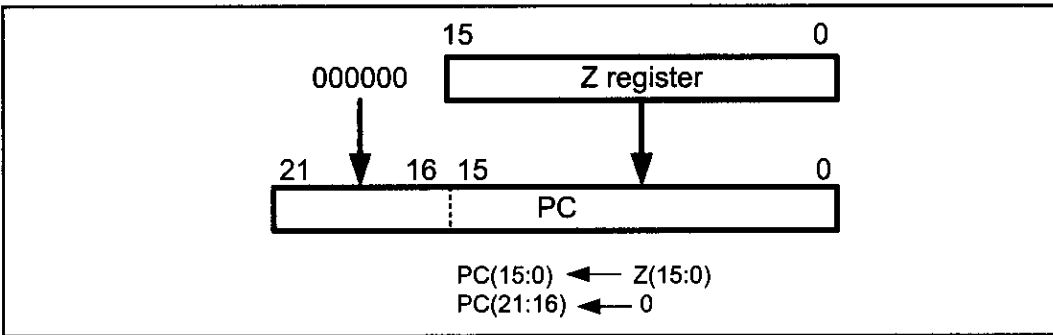 15 0
000000 Z register
21 16 15 0
PC
PC(15:0) ← Z(15:0)
PC(21:16) ← 0